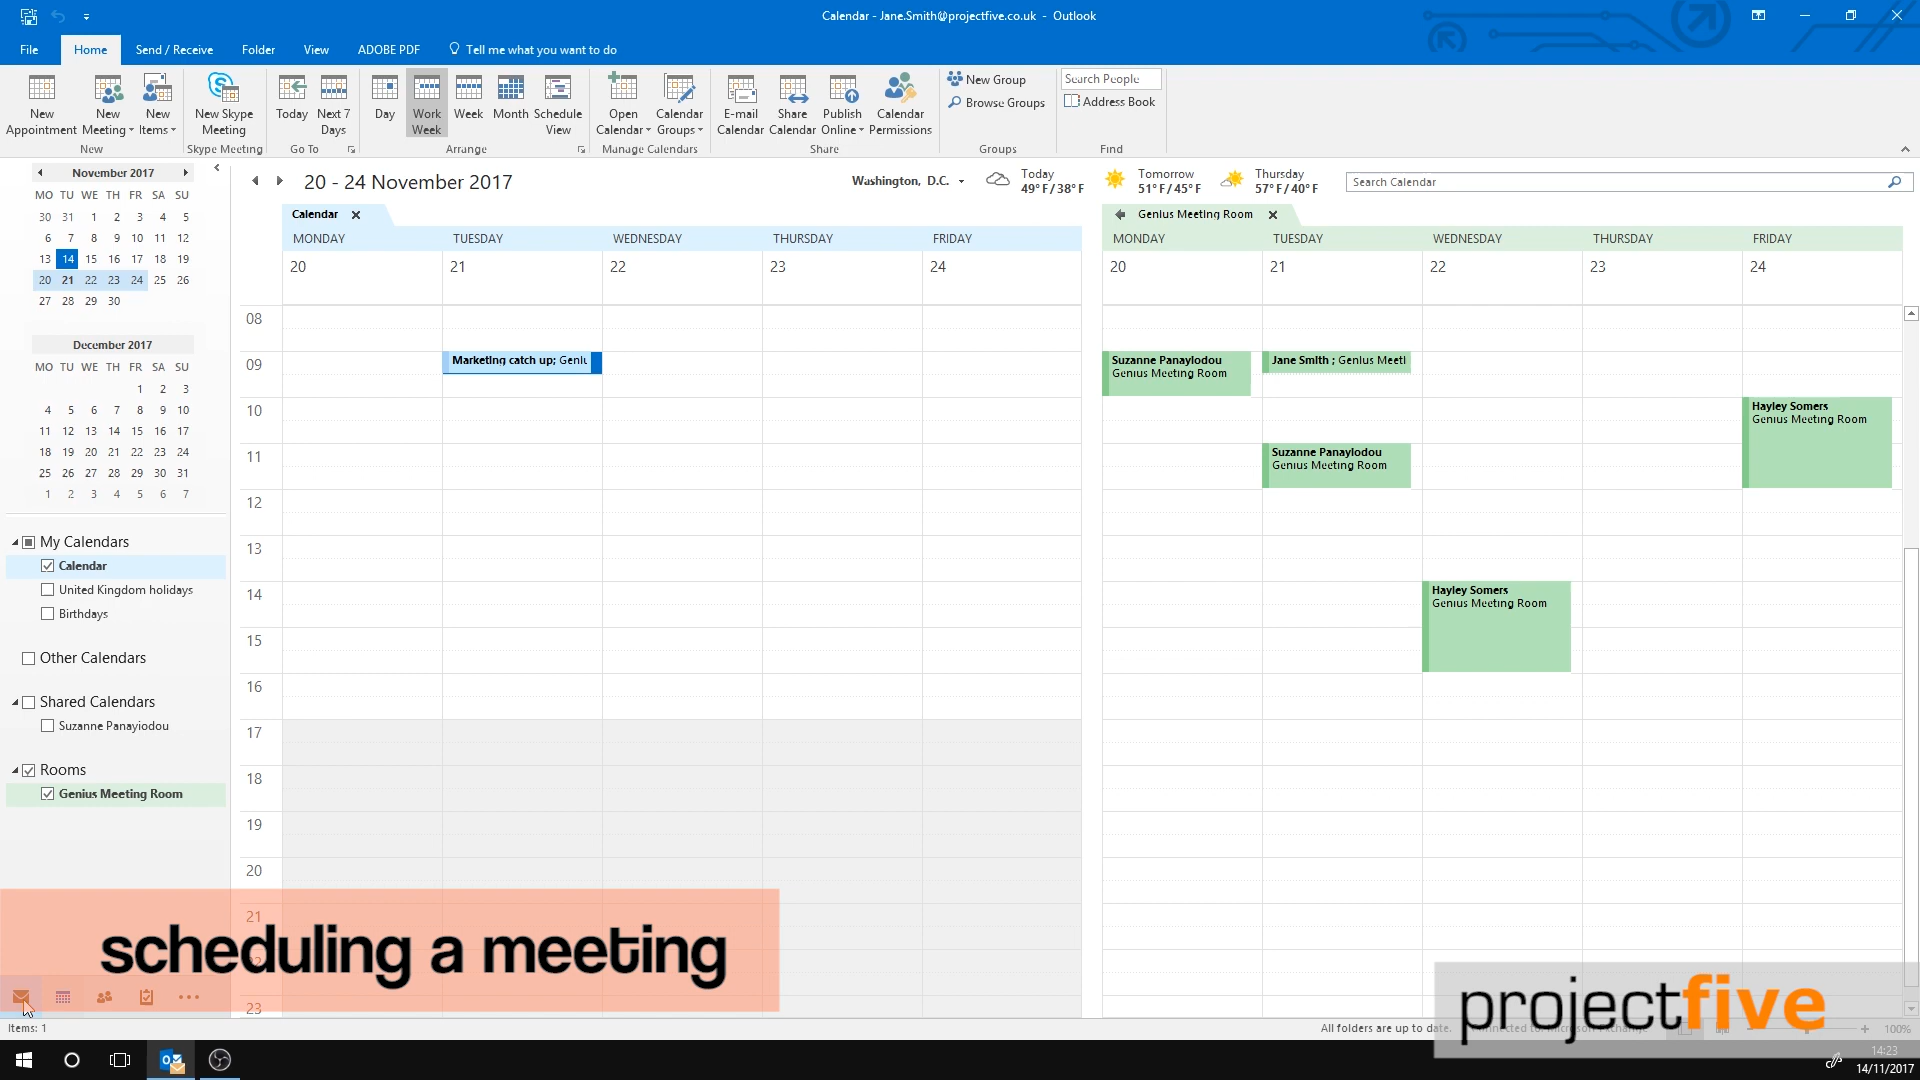 Calendar - Jane.Smith@projectfive.co.uk - Outlook
File Home Send / Receive Folder View ADOBE PDF Tell me what you want to do
New Appointment
New Meeting
New Items
New
New Skype Meeting
Skype Meeting
Today
Next 7 Days
Go To
Day
Work Week
Week
Month
Schedule View
Arrange
Open Calendar
Calendar Groups
Manage Calendars
E-mail Calendar
Share Calendar
Publish Online
Calendar Permissions
Share
New Group
Browse Groups
Groups
Search People
Address Book
Find
November 2017
MO TU WE TH FR SA SU
30 31 1 2 3 4 5
6 7 8 9 10 11 12
13 14 15 16 17 18 19
20 21 22 23 24 25 26
27 28 29 30
December 2017
MO TU WE TH FR SA SU
1 2 3
4 5 6 7 8 9 10
11 12 13 14 15 16 17
18 19 20 21 22 23 24
25 26 27 28 29 30 31
1 2 3 4 5 6 7
My Calendars
Calendar
United Kingdom holidays
Birthdays
Other Calendars
Shared Calendars
Suzanne Panayiodou
Rooms
Genius Meeting Room
20 - 24 November 2017
Washington, D.C.
Today
49°F/38°F
Tomorrow
51°F/45°F
Thursday
57°F/40°F
Search Calendar
Calendar
MONDAY TUESDAY WEDNESDAY THURSDAY FRIDAY
20 21 22 23 24
08
09
10
11
12
13
14
15
16
17
18
19
20
21
23
Marketing catch up; Geniu
Genius Meeting Room
MONDAY TUESDAY WEDNESDAY THURSDAY FRIDAY
20 21 22 23 24
Suzanne Panayiodou
Genius Meeting Room
Jane Smith ; Genius Meeti
Hayley Somers
Genius Meeting Room
Suzanne Panayiodou
Genius Meeting Room
Hayley Somers
Genius Meeting Room
scheduling a meeting
projectfive
Items: 1
All folders are up to date.
100%
14:23
14/11/2017